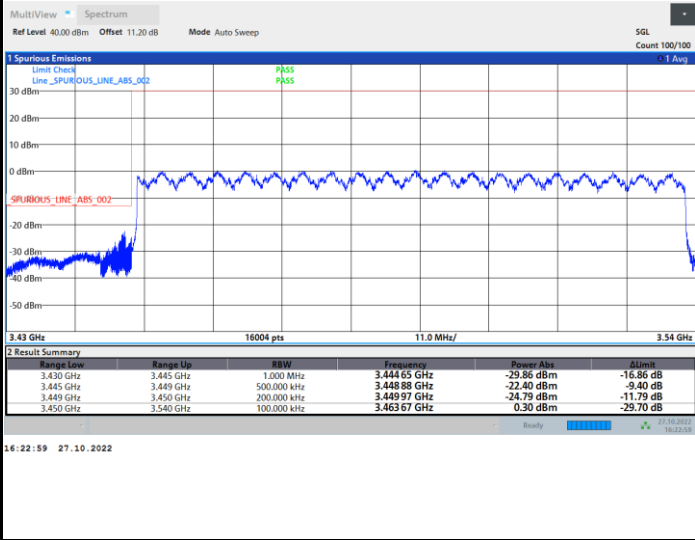 MultiView Spectrum
Ref Level 40.00 dBm Offset 11.20 dB Mode Auto Sweep SGL
Count 100/100
1 Spurious Emissions 1 Avg
Limit Check PASS
Line _SPURIOUS_LINE_ABS_002 PASS
30 dBm
20 dBm
10 dBm
0 dBm
_SPURIOUS_LINE_ABS_002
-20 dBm
-30 dBm
-40 dBm
-50 dBm
3.43 GHz 16004 pts 11.0 MHz/ 3.54 GHz
2 Result Summary
Range Low Range Up RBW Frequency Power Abs ΔLimit
3.430 GHz 3.445 GHz 1.000 MHz 3.444 65 GHz -29.86 dBm -16.86 dB
3.445 GHz 3.449 GHz 500.000 kHz 3.448 88 GHz -22.40 dBm -9.40 dB
3.449 GHz 3.450 GHz 200.000 kHz 3.449 97 GHz -24.79 dBm -11.79 dB
3.450 GHz 3.540 GHz 100.000 kHz 3.463 67 GHz 0.30 dBm -29.70 dB
Ready 27.10.2022
16:22:59
16:22:59 27.10.2022